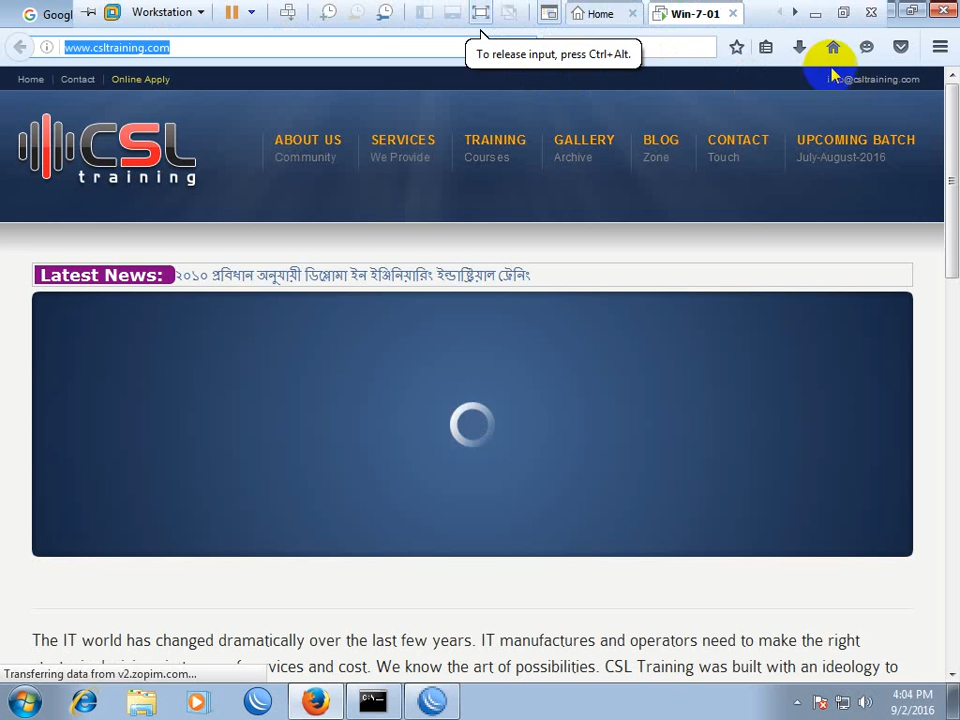 Googl
Workstation
Home
Win-7-01
www.csltraining.com
To release input, press Ctrl+Alt.
Home
Contact
Online Apply
@csltraining.com
CSL
training
ABOUT US
Community
SERVICES
We Provide
TRAINING
Courses
GALLERY
Archive
BLOG
Zone
CONTACT
Touch
UPCOMING BATCH
July-August-2016
Latest News: ২০১০ প্রবিধান অনুযায়ী ডিপ্লোমা ইন ইঞ্জিনিয়ারিং ইন্ডাস্ট্রিয়াল ট্রেনিং
The IT world has changed dramatically over the last few years. IT manufactures and operators need to make the right
vices and cost. We know the art of possibilities. CSL Training was built with an ideology to
Transferring data from v2.zopim.com...
4:04 PM
9/2/2016